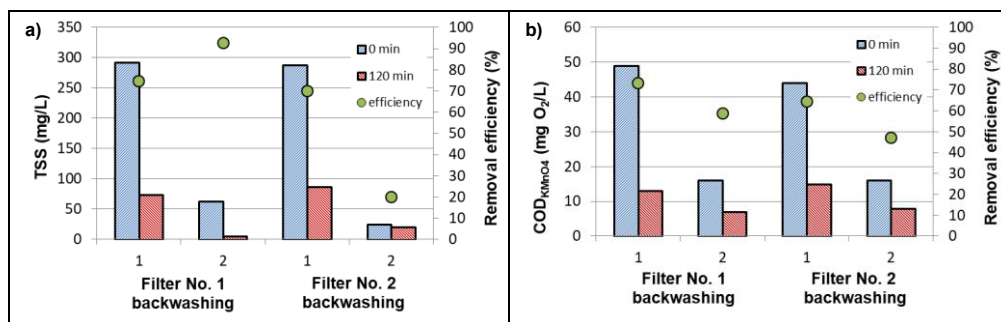 a)
TSS (mg/L)
350
300
250
200
150
100
50
0
0 min
120 min
efficiency
100
90
80
70
60
50
40
30
20
10
0
Removal efficiency (%)
1 2 1 2
Filter No. 1 Filter No. 2
backwashing backwashing
b)
COD_KMnO4 (mg O₂/L)
60
50
40
30
20
10
0
0 min
120 min
efficiency
100
90
80
70
60
50
40
30
20
10
0
Removal efficiency (%)
1 2 1 2
Filter No. 1 Filter No. 2
backwashing backwashing